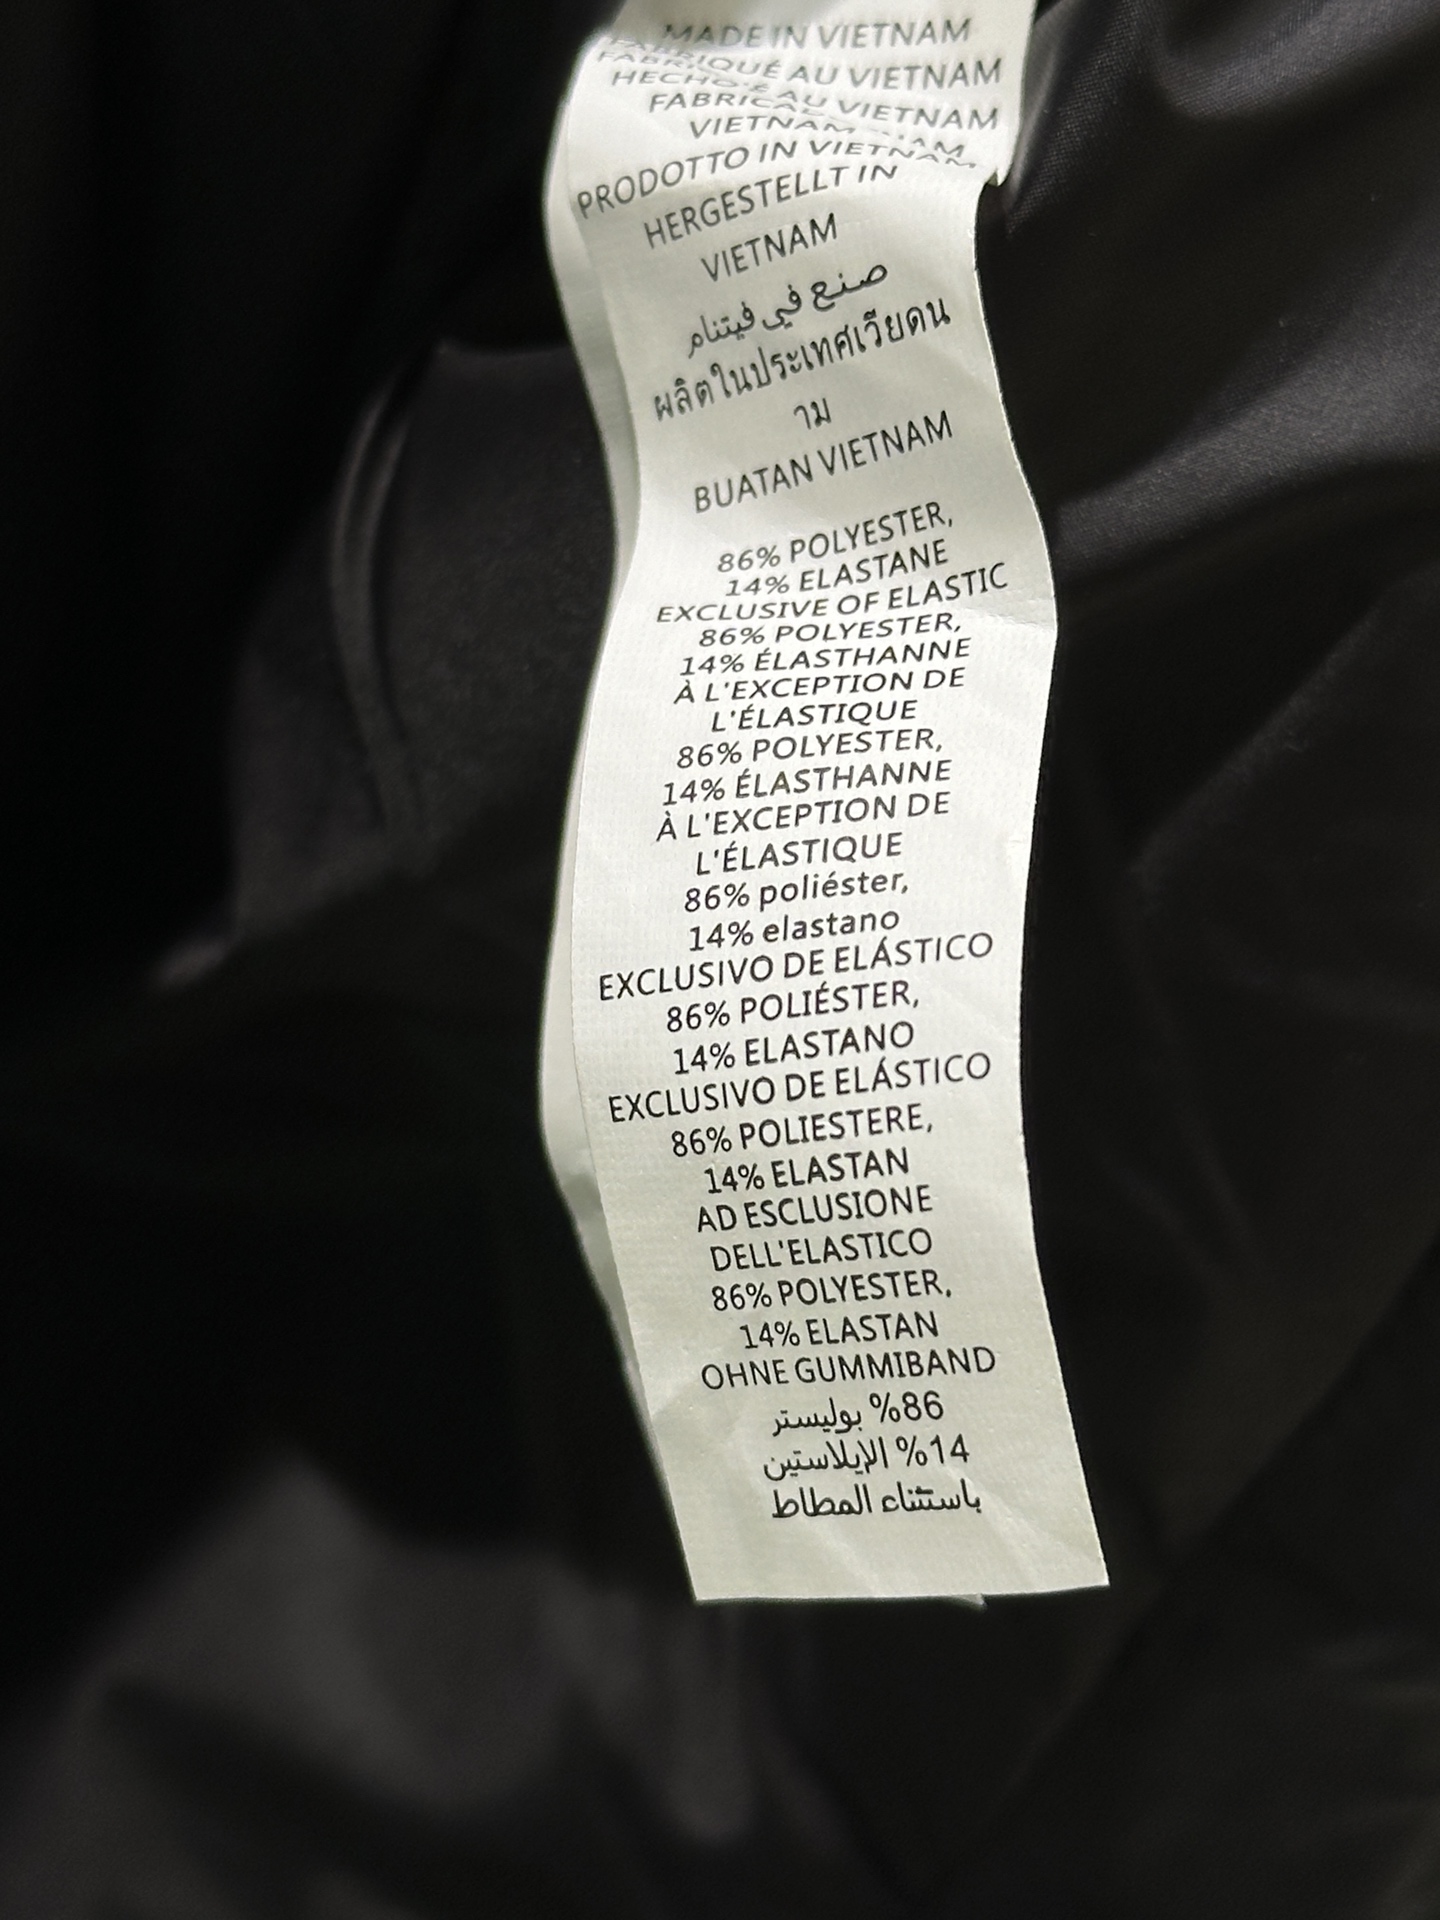 MADE IN VIETNAM
FABRIQUÉ AU VIETNAM
AU VIETNAM
VIETNAM
PRODOTTO IN VIETNAM
HERGESTELLT IN
VIETNAM
صنع في فيتنام
ผลิตในประเทศเวียดน
าม
BUATAN VIETNAM
86% POLYESTER,
14% ELASTANE
EXCLUSIVE OF ELASTIC
86% POLYESTER,
14% ÉLASTHANNE
À L'EXCEPTION DE
L'ÉLASTIQUE
86% POLYESTER,
14% ÉLASTHANNE
À L'EXCEPTION DE
L'ÉLASTIQUE
86% poliéster,
14% elastano
EXCLUSIVO DE ELÁSTICO
86% POLIÉSTER,
14% ELASTANO
EXCLUSIVO DE ELÁSTICO
86% POLIESTERE,
14% ELASTAN
AD ESCLUSIONE
DELL'ELASTICO
86% POLYESTER,
14% ELASTAN
OHNE GUMMIBAND
86% بوليستر
14% الإيلاستين
باستثناء المطاط